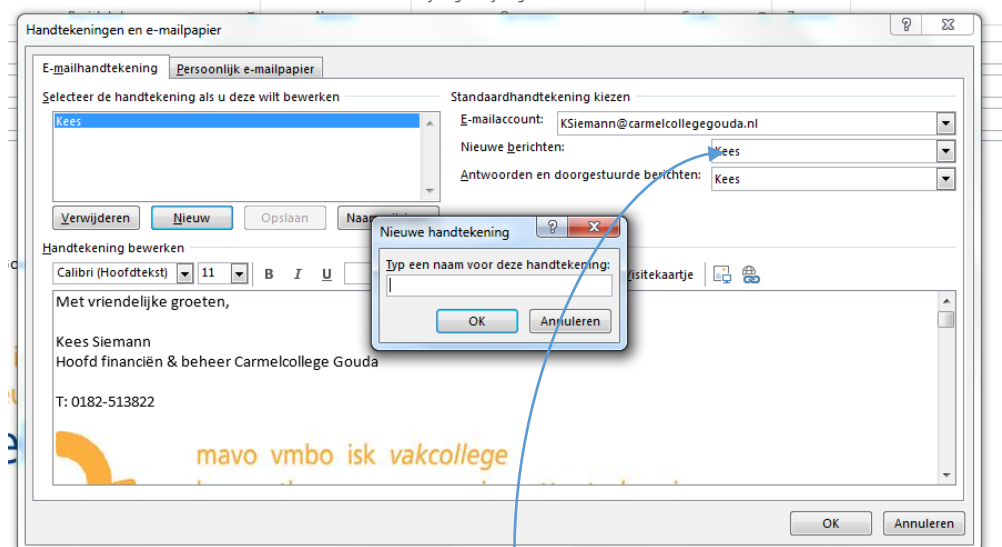 Handtekeningen en e-mailpapier
E-mailhandtekening Persoonlijk e-mailpapier
Selecteer de handtekening als u deze wilt bewerken
Kees
Verwijderen Nieuw Opslaan
Standaardhandtekening kiezen
E-mailaccount: KSiemann@carmelcollegegouda.nl
Nieuwe berichten: Kees
Antwoorden en doorgestuurde berichten: Kees
Nieuwe handtekening
Typ een naam voor deze handtekening:
OK Annuleren
Handtekening bewerken
Calibri (Hoofdtekst) 11 B I U Visitekaartje
Met vriendelijke groeten,
Kees Siemann
Hoofd financiën & beheer Carmelcollege Gouda
T: 0182-513822
mavo vmbo isk vakcollege
OK Annuleren